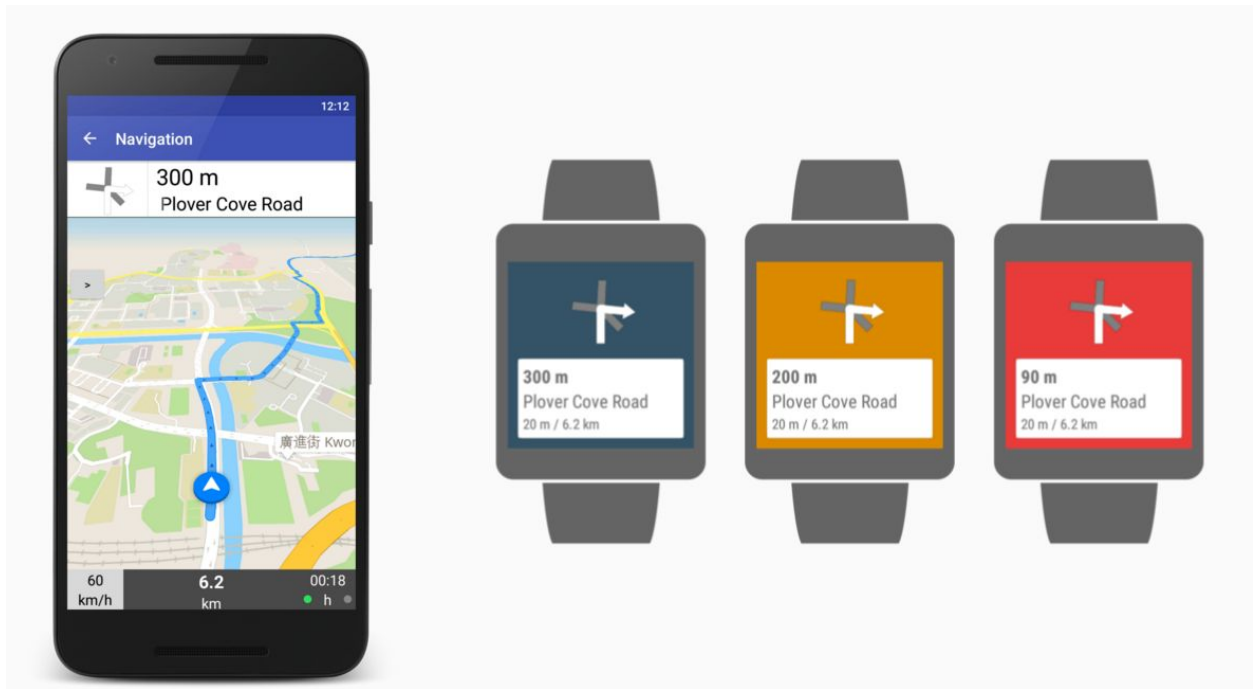 12:12
Navigation
300 m
Plover Cove Road
>
廣進街 Kwon
60
km/h
6.2
km
00:18
h
300 m
Plover Cove Road
20 m / 6.2 km
200 m
Plover Cove Road
20 m / 6.2 km
90 m
Plover Cove Road
20 m / 6.2 km